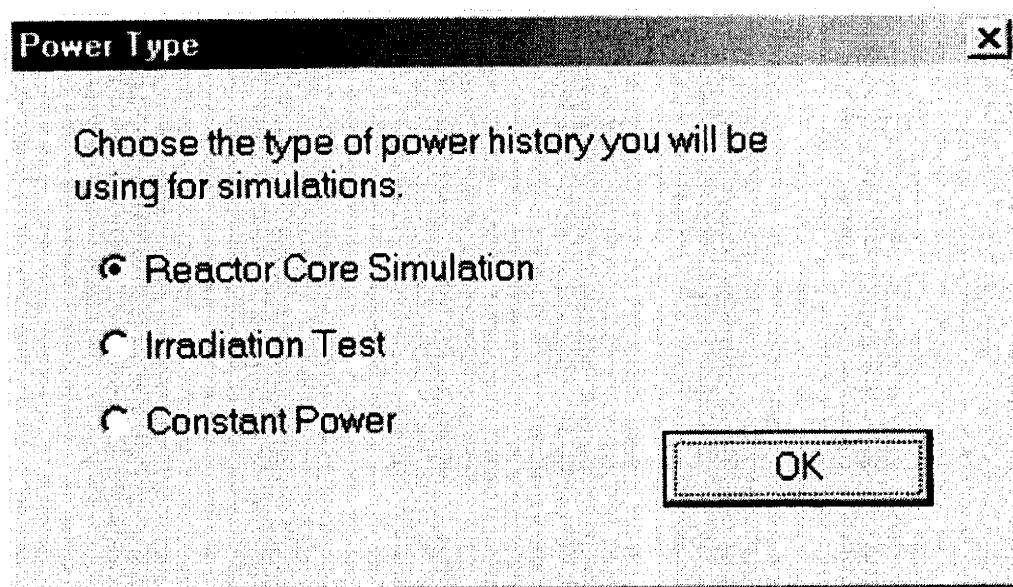 Power Type
Choose the type of power history you will be
using for simulations.
Reactor Core Simulation
Irradiation Test
Constant Power
OK